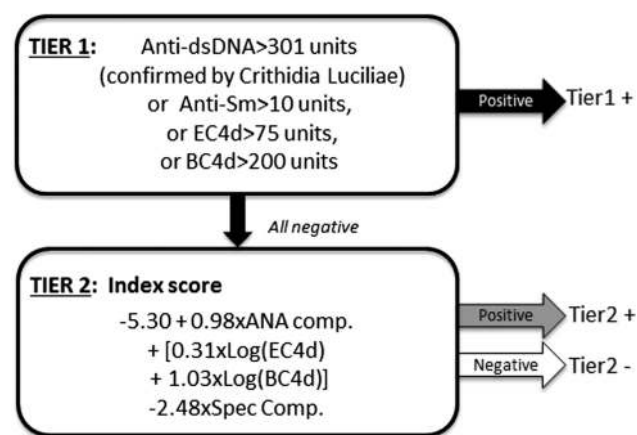 TIER 1: Anti-dsDNA>301 units
(confirmed by Crithidia Luciliae)
or Anti-Sm>10 units,
or EC4d>75 units,
or BC4d>200 units
Positive Tier1 +
All negative
TIER 2: Index score
-5.30 + 0.98xANA comp.
+ [0.31xLog(EC4d)
+ 1.03xLog(BC4d)]
-2.48xSpec Comp.
Positive Tier2 +
Negative Tier2 -